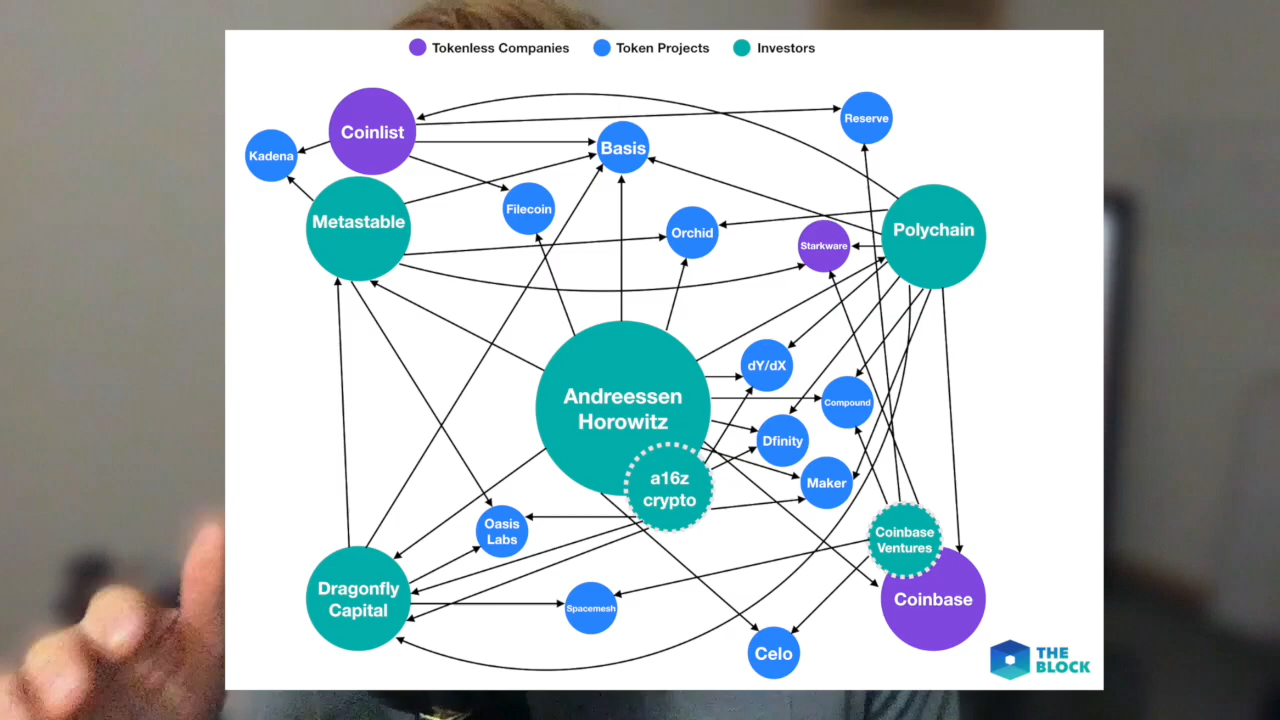 Tokenless Companies
Token Projects
Investors
Coinlist
Reserve
Kadena
Basis
Filecoin
Metastable
Orchid
Starkware
Polychain
dY/dX
Andreessen
Horowitz
Compound
Dfinity
a16z
crypto
Maker
Oasis
Labs
Coinbase
Ventures
Dragonfly
Capital
Spacemesh
Coinbase
Celo
THE
BLOCK